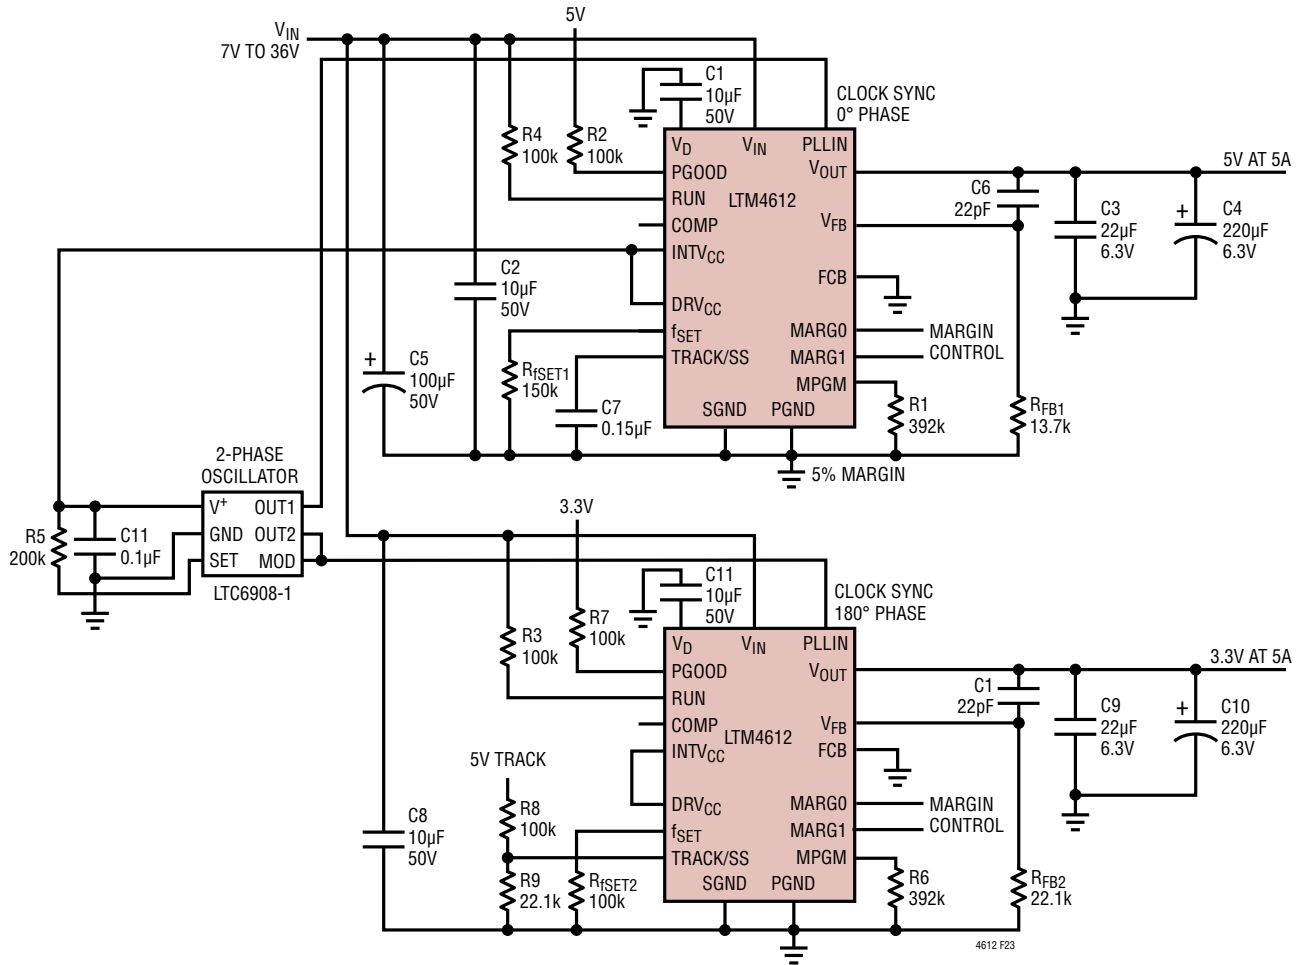 VIN
7V TO 36V
5V
C1
10µF
50V
CLOCK SYNC
0° PHASE
R4
100k
R2
100k
VD
VIN
PLLIN
PGOOD
VOUT
5V AT 5A
RUN
LTM4612
C6
22pF
C3
22µF
6.3V
+
C4
220µF
6.3V
COMP
VFB
INTVCC
C2
10µF
50V
FCB
DRVCC
fSET
MARG0
MARGIN
CONTROL
TRACK/SS
MARG1
+
C5
100µF
50V
RfSET1
150k
C7
0.15µF
MPGM
SGND
PGND
R1
392k
RFB1
13.7k
5% MARGIN
2-PHASE
OSCILLATOR
V+
OUT1
GND
OUT2
SET
MOD
LTC6908-1
R5
200k
C11
0.1µF
3.3V
C11
10µF
50V
CLOCK SYNC
180° PHASE
R3
100k
R7
100k
VD
VIN
PLLIN
PGOOD
VOUT
3.3V AT 5A
RUN
LTM4612
C1
22pF
C9
22µF
6.3V
+
C10
220µF
6.3V
COMP
VFB
INTVCC
FCB
5V TRACK
R8
100k
DRVCC
MARG0
MARGIN
CONTROL
fSET
MARG1
C8
10µF
50V
TRACK/SS
MPGM
R9
22.1k
RfSET2
100k
SGND
PGND
R6
392k
RFB2
22.1k
4612 F23